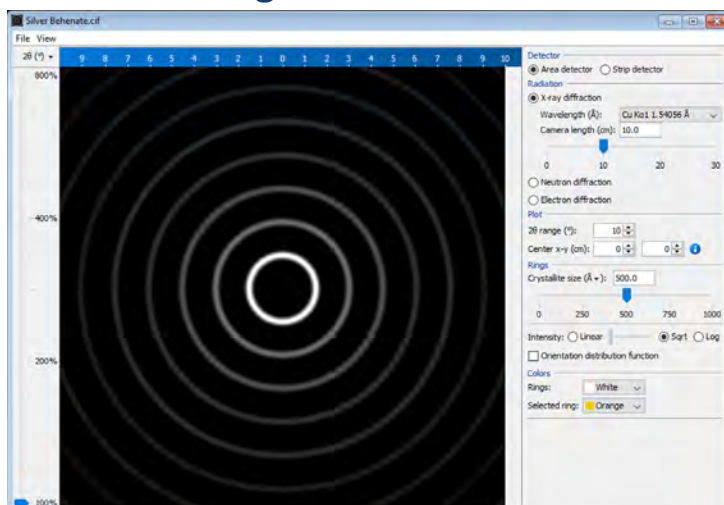 Silver Behenate.cif
File View
2θ (°)
9 8 7 6 5 4 3 2 1 0 1 2 3 4 5 6 7 8 9 10
800%
400%
200%
100%
Detector
Area detector Strip detector
Radiation
X-ray diffraction
Wavelength (Å): Cu Kα1 1.54056 Å
Camera length (cm): 10.0
0 10 20 30
Neutron diffraction
Electron diffraction
Plot
2θ range (°): 10
Center x-y (cm): 0 0
Rings
Crystallite size (Å): 500.0
0 250 500 750 1000
Intensity: Linear Sqrt Log
Orientation distribution function
Colors
Rings: White
Selected ring: Orange